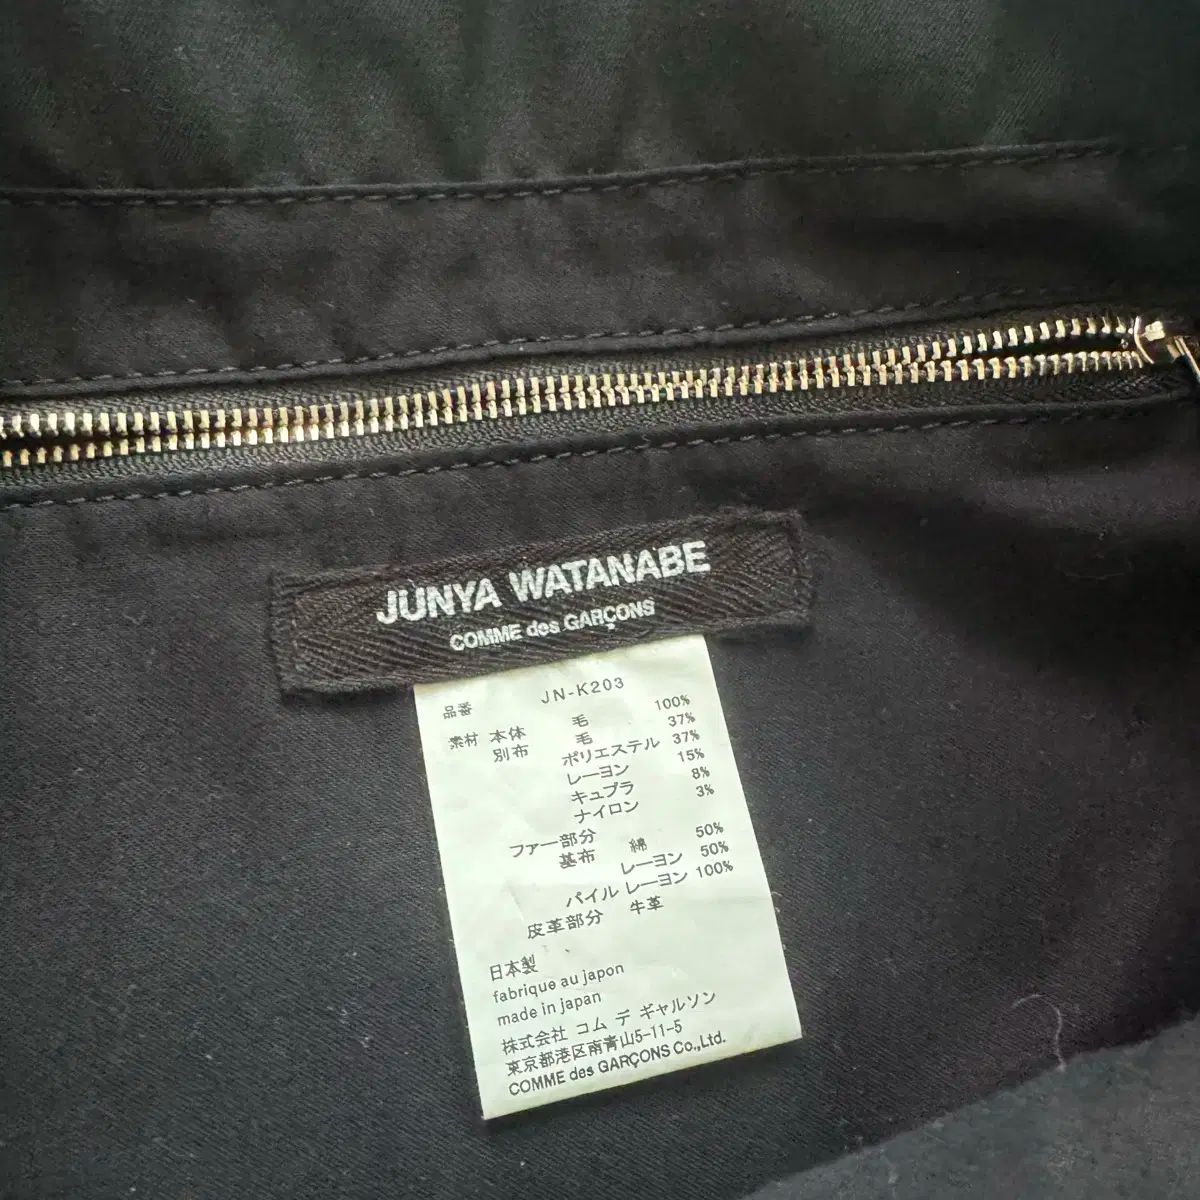 JUNYA WATANABE
COMME des GARÇONS
品番 JN-K203
素材 本体 毛 100%
別布 毛 37%
ポリエステル 37%
レーヨン 15%
キュプラ 8%
ナイロン 3%
ファー部分
基布 綿 50%
レーヨン 50%
パイル レーヨン 100%
皮革部分 牛革
日本製
fabrique au japon
made in japan
株式会社 コム デ ギャルソン
東京都港区南青山5-11-5
COMME des GARÇONS Co.,Ltd.